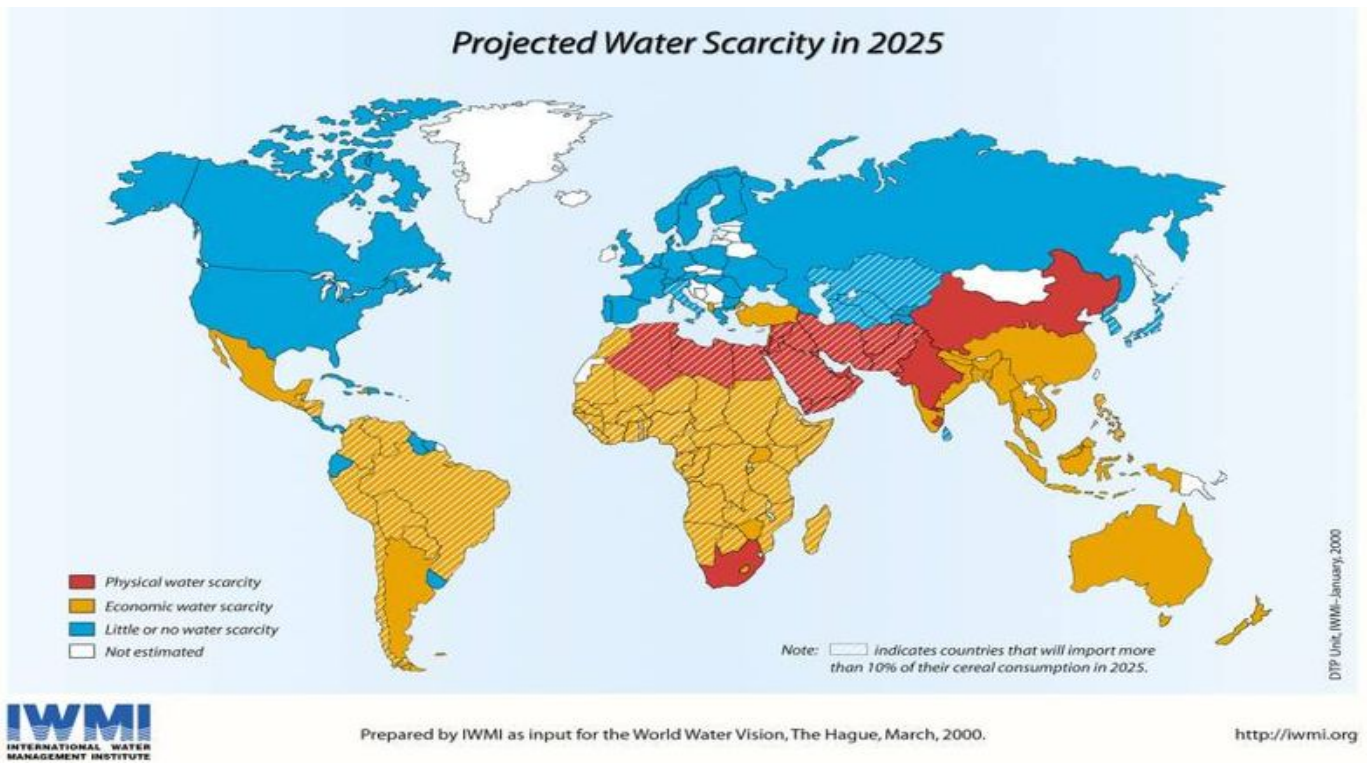 Projected Water Scarcity in 2025
Physical water scarcity
Economic water scarcity
Little or no water scarcity
Not estimated
Note: indicates countries that will import more
than 10% of their cereal consumption in 2025.
DTP Unit, IWMI-January, 2000
IWMI
INTERNATIONAL WATER
MANAGEMENT INSTITUTE
Prepared by IWMI as input for the World Water Vision, The Hague, March, 2000.
http://iwmi.org